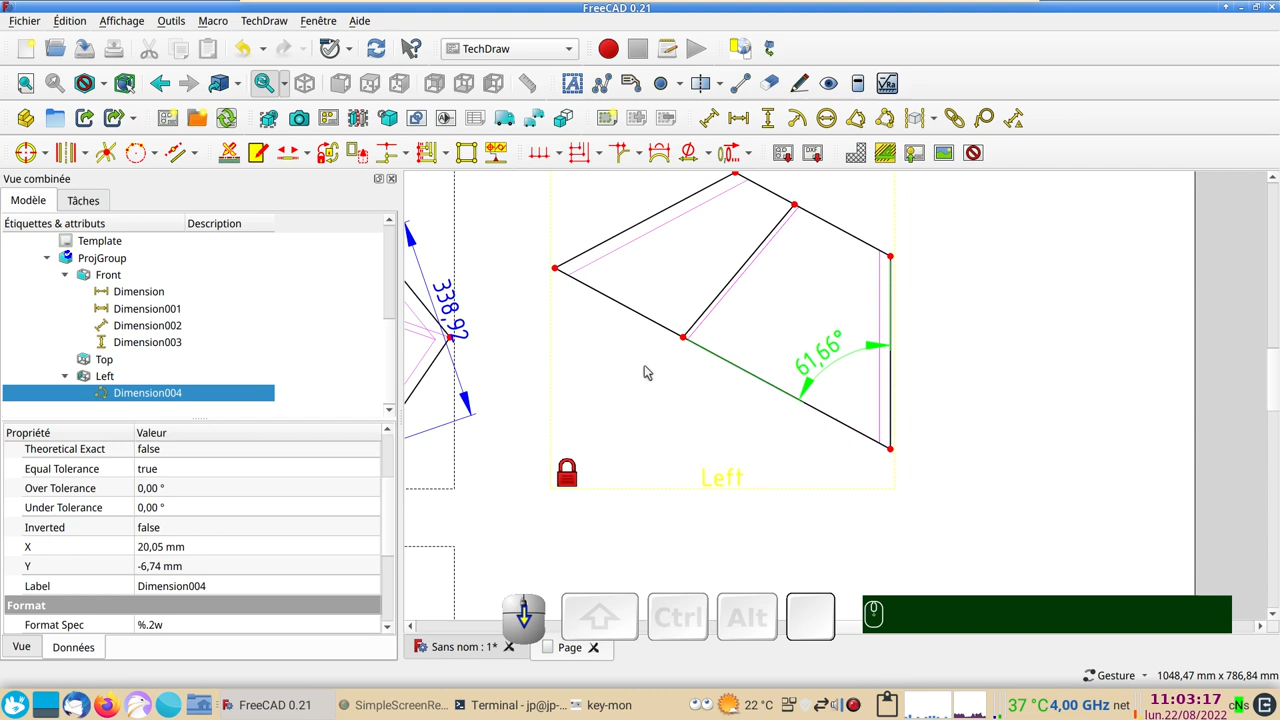 FreeCAD 0.21
Fichier Édition Affichage Outils Macro TechDraw Fenêtre Aide
TechDraw
Vue combinée
Modèle Tâches
Étiquettes & attributs Description
Template
ProjGroup
Front
Dimension
Dimension001
Dimension002
Dimension003
Top
Left
Dimension004
Propriété Valeur
Theoretical Exact false
Equal Tolerance true
Over Tolerance 0,00 °
Under Tolerance 0,00 °
Inverted false
X 20,05 mm
Y -6,74 mm
Label Dimension004
Format
Format Spec %.2w
Vue Données
338,92
61,66°
Left
Ctrl Alt
Sans nom : 1* Page
Gesture 1048,47 mm x 786,84 mm
FreeCAD 0.21 SimpleScreenRe... Terminal - jp@jp-... key-mon 22 °C 37 °C 4,00 GHz net 11:03:17 lun.22/08/2022